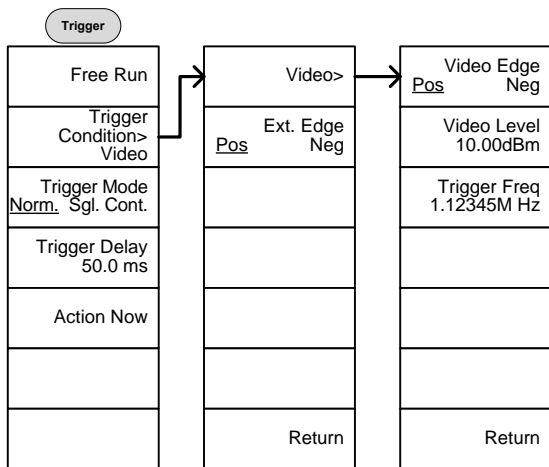 Trigger
Free Run
Trigger
Condition>
Video
Trigger Mode
Norm. Sgl. Cont.
Trigger Delay
50.0 ms
Action Now
Video>
Ext. Edge
Pos Neg
Return
Video Edge
Pos Neg
Video Level
10.00dBm
Trigger Freq
1.12345M Hz
Return